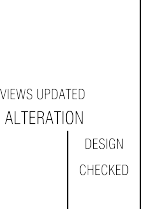 VIEWS UPDATED
ALTERATION
DESIGN
CHECKED